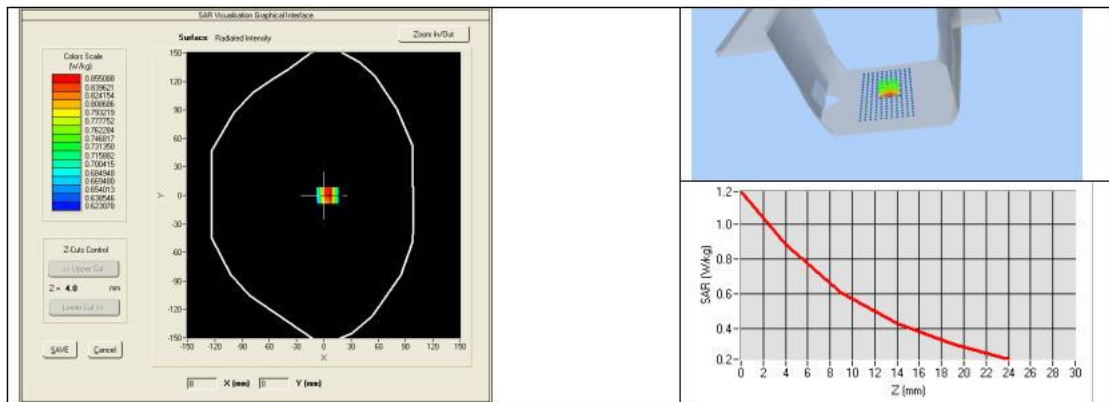 SAR Visualisation Graphical Interface
Surface Radiated Intensity
Zoom In/Out
Colors Scale
(W/kg)
0.855088
0.839621
0.824154
0.808686
0.793219
0.777752
0.762284
0.746817
0.731350
0.715882
0.700415
0.684948
0.669480
0.654013
0.638546
0.623078
150
120
90
60
30
0
-30
-60
-90
-120
-150
Y
-150 -120 -90 -60 -30 0 30 60 90 120 150
X
Z-Cuts Control
<< Upper Cut
Z = 4.0 mm
Lower Cut >>
SAVE Cancel
0 X (mm) 0 Y (mm)
1.2
1.0
0.8
0.6
0.4
0.2
SAR (W/kg)
0 2 4 6 8 10 12 14 16 18 20 22 24 26 30
Z (mm)